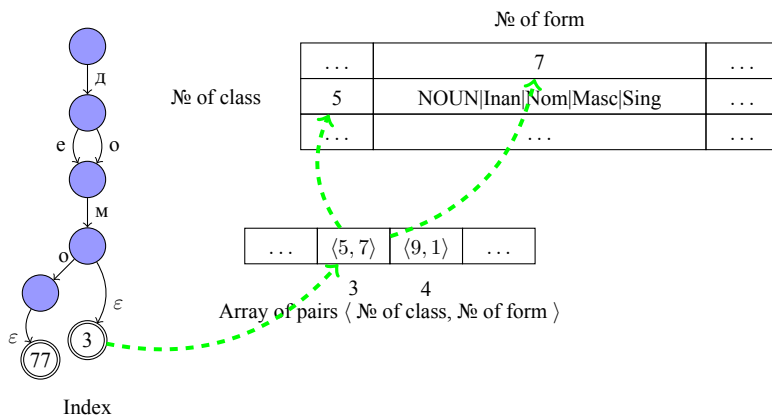 № of form
... 7 ...
№ of class
5 NOUN|Inan|Nom|Masc|Sing ...
... ... ...
д
е о
м
о
ε
ε
3
77
Index
... ⟨5, 7⟩ ⟨9, 1⟩ ...
3 4
Array of pairs ⟨ № of class, № of form ⟩